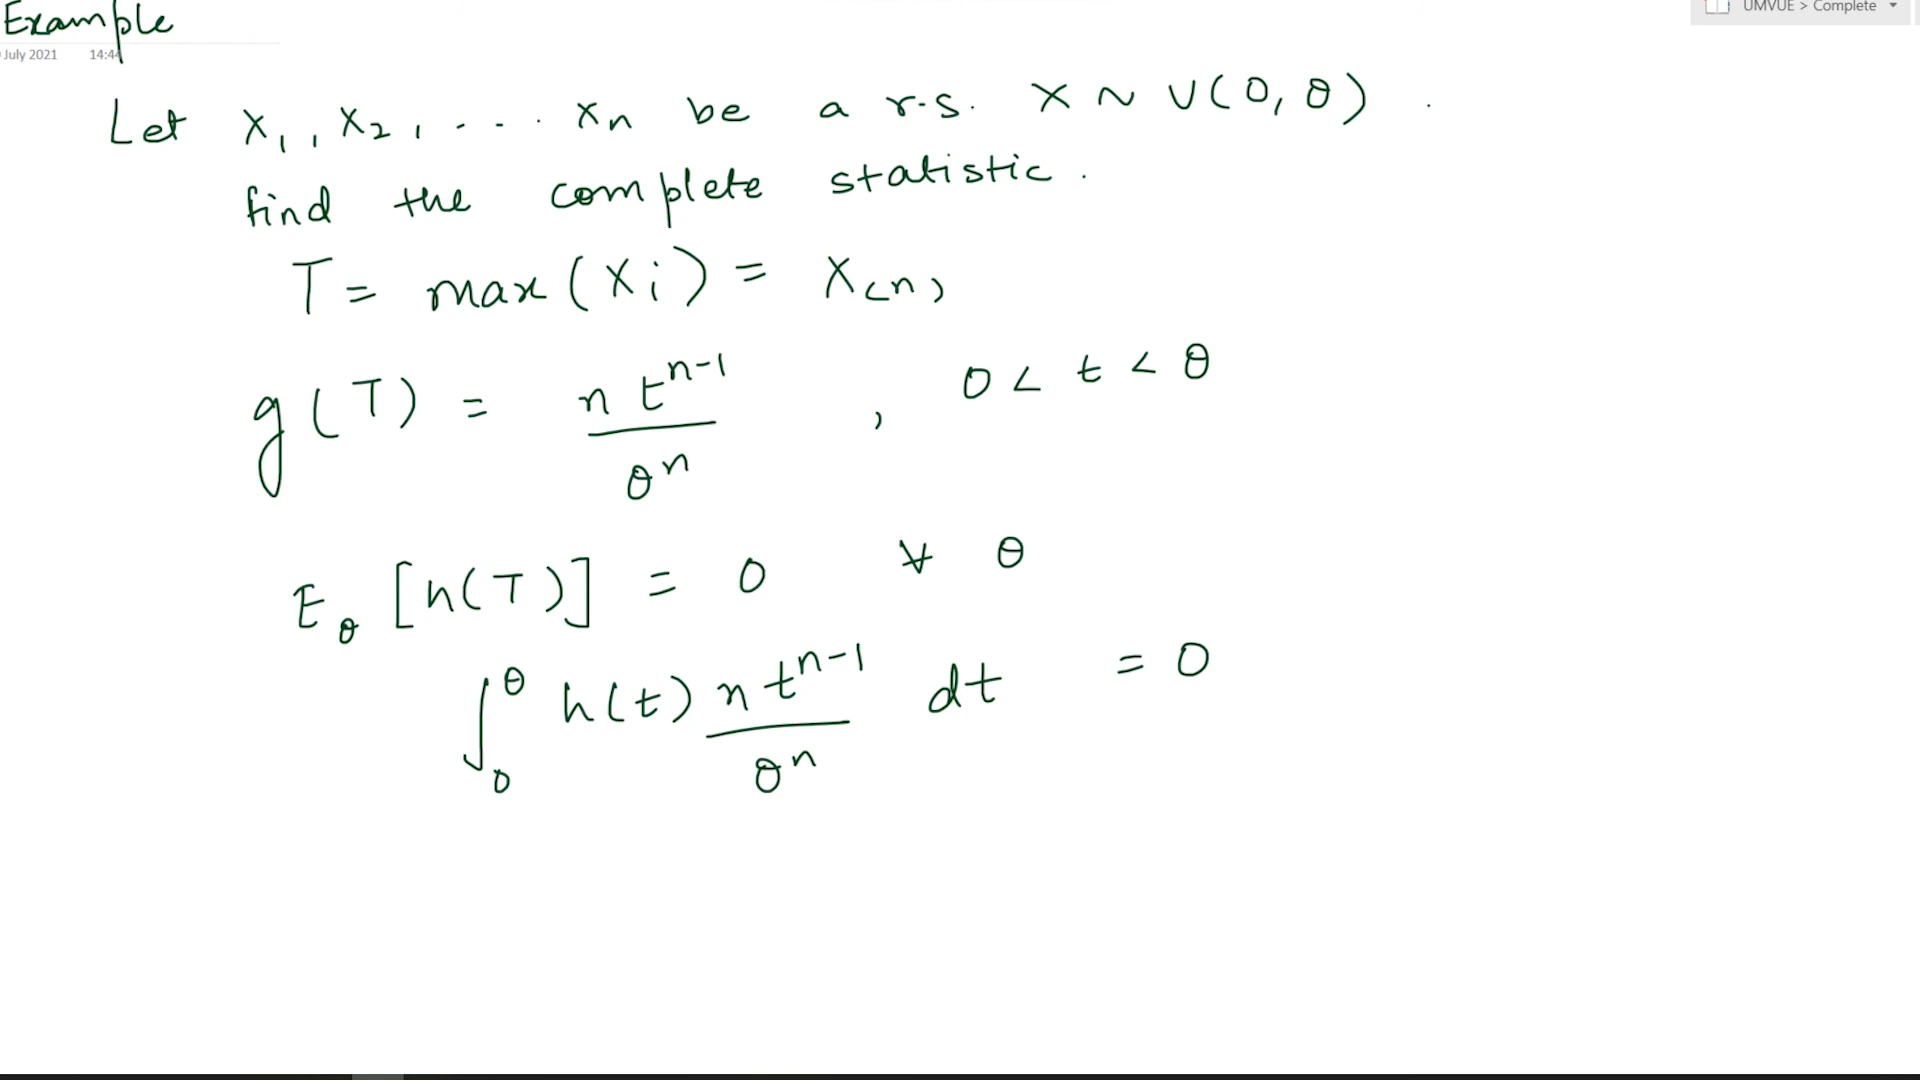 Example
July 2021 14:44
UMVUE > Complete
Let X₁, X₂, .... Xn be a r.s. X ~ U(0, θ).
find the complete statistic.
T = max(Xi) = X(n)
g(T) = n t^{n-1} / θ^n , 0 < t < θ
E_θ [h(T)] = 0 ∀ θ
∫_0^θ h(t) n t^{n-1} / θ^n dt = 0